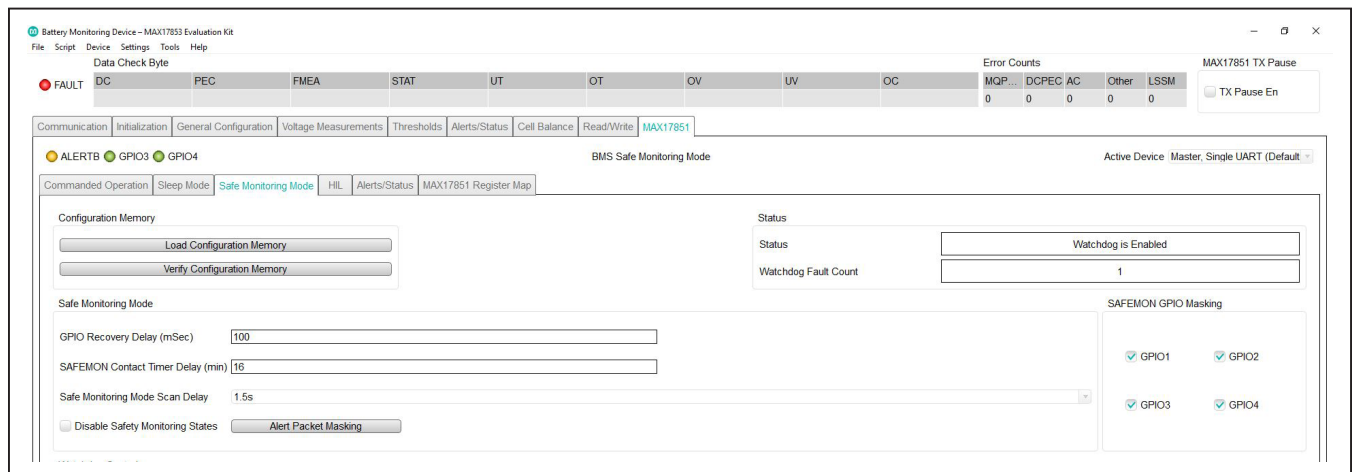 Battery Monitoring Device – MAX17853 Evaluation Kit
File Script Device Settings Tools Help
Data Check Byte Error Counts MAX17851 TX Pause
FAULT DC PEC FMEA STAT UT OT OV UV OC MQP... DCPEC AC Other LSSM
0 0 0 0 0 TX Pause En
Communication Initialization General Configuration Voltage Measurements Thresholds Alerts/Status Cell Balance Read/Write MAX17851
ALERTB GPIO3 GPIO4 BMS Safe Monitoring Mode Active Device Master, Single UART (Default
Commanded Operation Sleep Mode Safe Monitoring Mode HIL Alerts/Status MAX17851 Register Map
Configuration Memory Status
Load Configuration Memory Status Watchdog is Enabled
Verify Configuration Memory Watchdog Fault Count 1
Safe Monitoring Mode SAFEMON GPIO Masking
GPIO Recovery Delay (mSec) 100
GPIO1 GPIO2
SAFEMON Contact Timer Delay (min) 16
Safe Monitoring Mode Scan Delay 1.5s
GPIO3 GPIO4
Disable Safety Monitoring States Alert Packet Masking